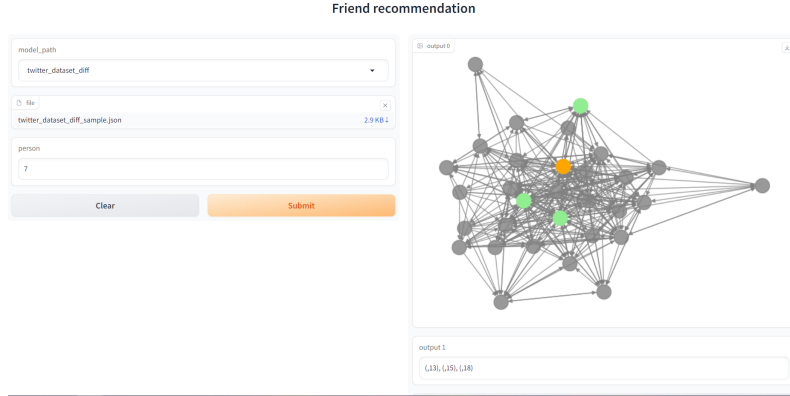 Friend recommendation
model_path
twitter_dataset_diff
file
twitter_dataset_diff_sample.json
2.9 KB↓
person
7
Clear
Submit
output 0
output 1
(,13), (,15), (,18)